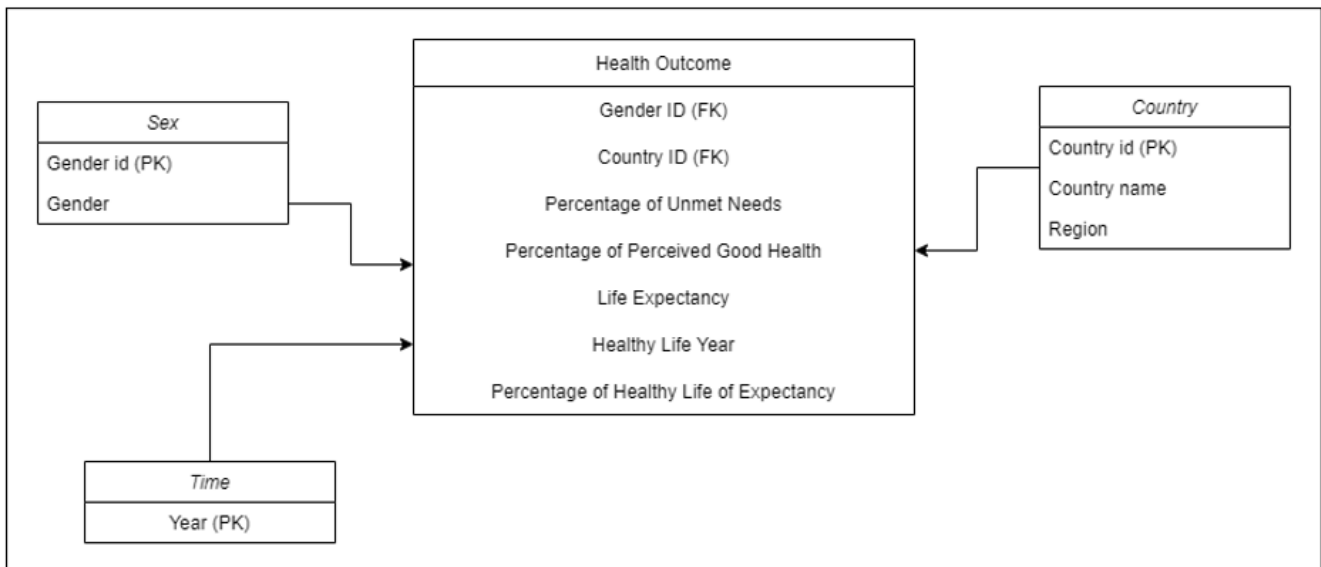 Health Outcome
Gender ID (FK)
Country ID (FK)
Percentage of Unmet Needs
Percentage of Perceived Good Health
Life Expectancy
Healthy Life Year
Percentage of Healthy Life of Expectancy
Sex
Gender id (PK)
Gender
Country
Country id (PK)
Country name
Region
Time
Year (PK)